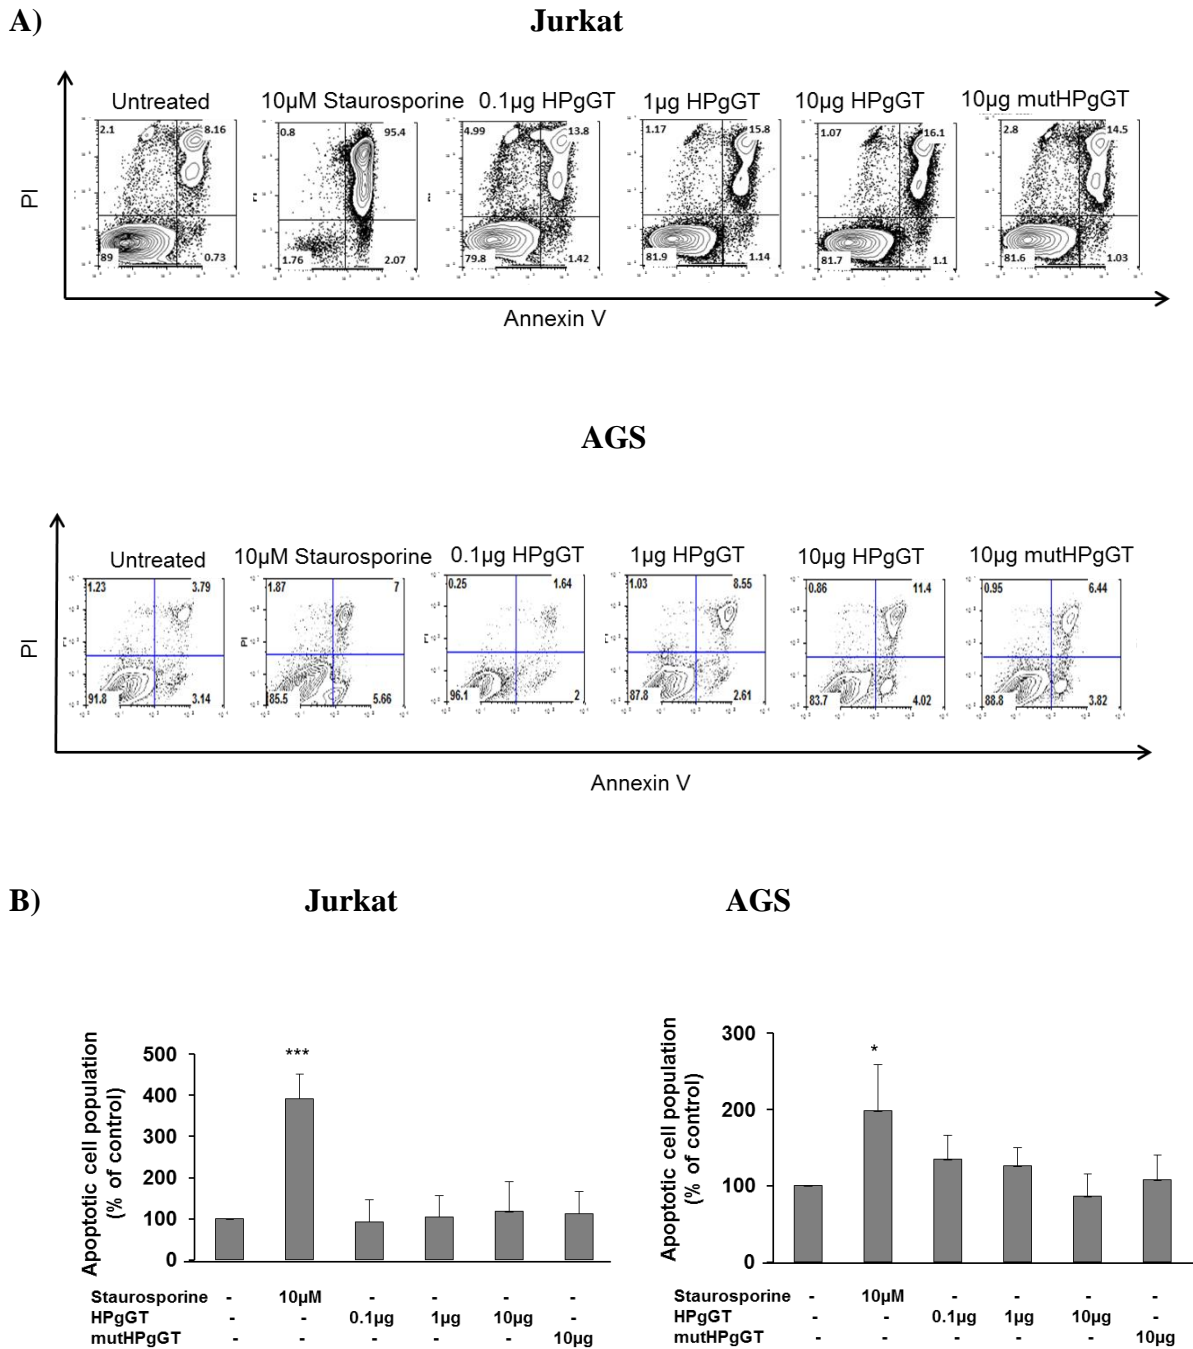 A) Jurkat
Untreated 10µM Staurosporine 0.1µg HPgGT 1µg HPgGT 10µg HPgGT 10µg mutHPgGT
2.1 8.16 0.8 95.4 4.99 13.8 1.17 15.8 1.07 16.1 2.8 14.5
PI
89 0.73 1.76 2.07 79.8 1.42 81.9 1.14 81.7 1.1 81.6 1.03
Annexin V
AGS
Untreated 10µM Staurosporine 0.1µg HPgGT 1µg HPgGT 10µg HPgGT 10µg mutHPgGT
1.23 3.79 1.87 7 0.25 1.64 1.03 8.55 0.86 11.4 0.95 6.44
PI
91.8 3.14 85.5 5.66 96.1 2 87.8 2.61 83.7 4.02 88.8 3.82
Annexin V
B) Jurkat AGS
Apoptotic cell population
(% of control)
500
400
300
200
100
0
***
Staurosporine - 10µM - - - -
HPgGT - - 0.1µg 1µg 10µg -
mutHPgGT - - - - - 10µg
Apoptotic cell population
(% of control)
300
200
100
0
*
Staurosporine - 10µM - - - -
HPgGT - - 0.1µg 1µg 10µg -
mutHPgGT - - - - - 10µg